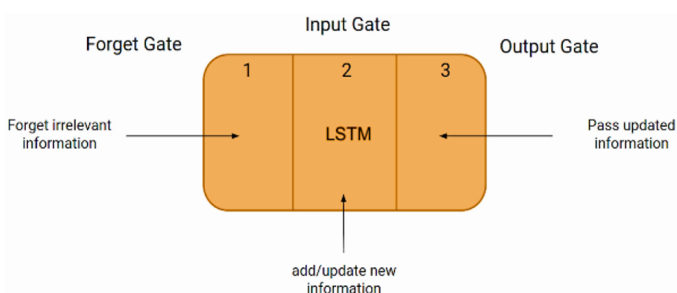 Input Gate
Forget Gate
Output Gate
1
2
3
Forget irrelevant
information
LSTM
Pass updated
information
add/update new
information